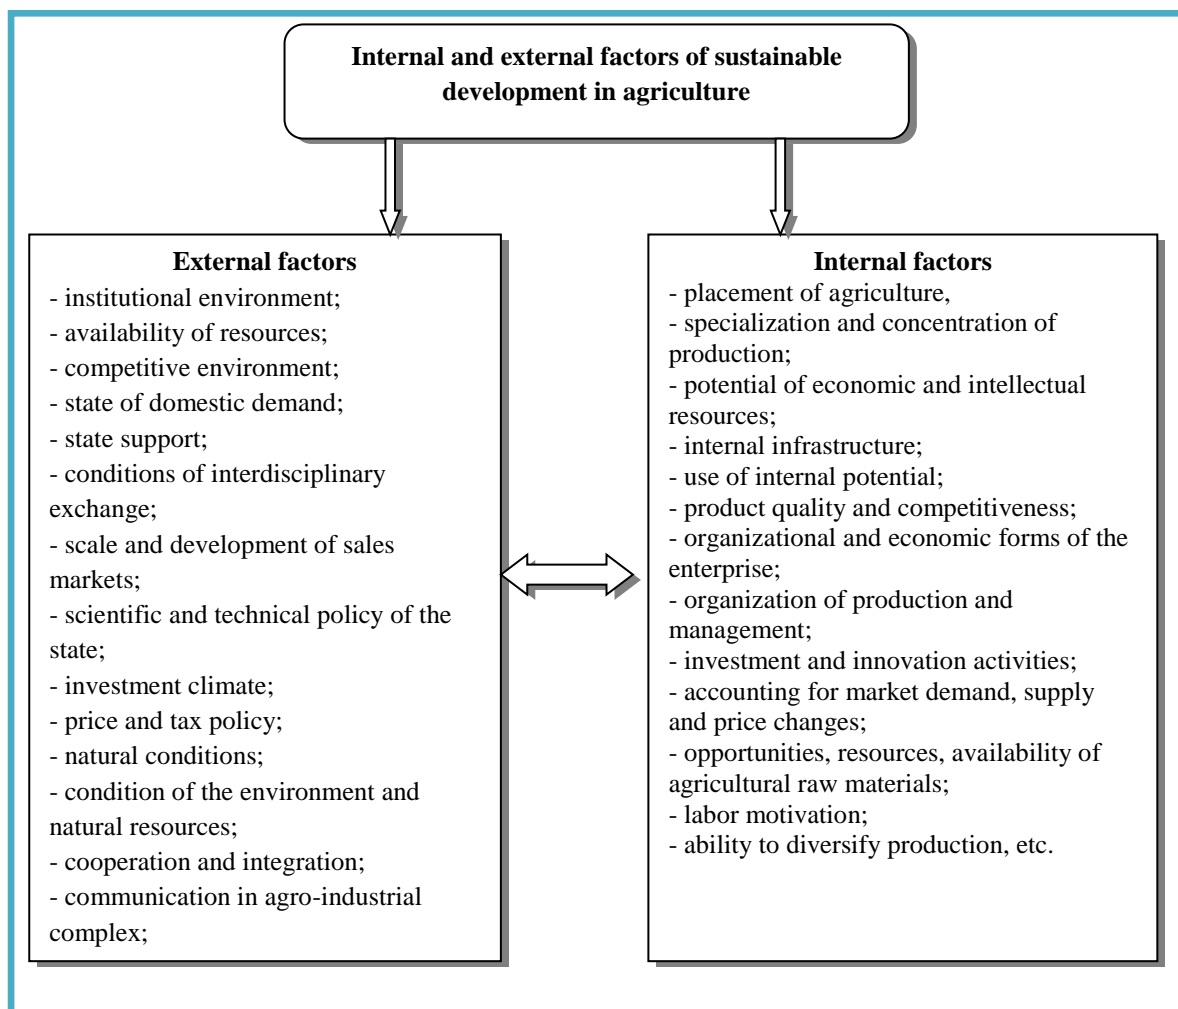 Internal and external factors of sustainable
development in agriculture
External factors
- institutional environment;
- availability of resources;
- competitive environment;
- state of domestic demand;
- state support;
- conditions of interdisciplinary
exchange;
- scale and development of sales
markets;
- scientific and technical policy of the
state;
- investment climate;
- price and tax policy;
- natural conditions;
- condition of the environment and
natural resources;
- cooperation and integration;
- communication in agro-industrial
complex;
Internal factors
- placement of agriculture,
- specialization and concentration of
production;
- potential of economic and intellectual
resources;
- internal infrastructure;
- use of internal potential;
- product quality and competitiveness;
- organizational and economic forms of the
enterprise;
- organization of production and
management;
- investment and innovation activities;
- accounting for market demand, supply
and price changes;
- opportunities, resources, availability of
agricultural raw materials;
- labor motivation;
- ability to diversify production, etc.